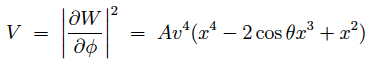 V = |∂W/∂ϕ|² = Av⁴(x⁴ − 2 cos θx³ + x²)